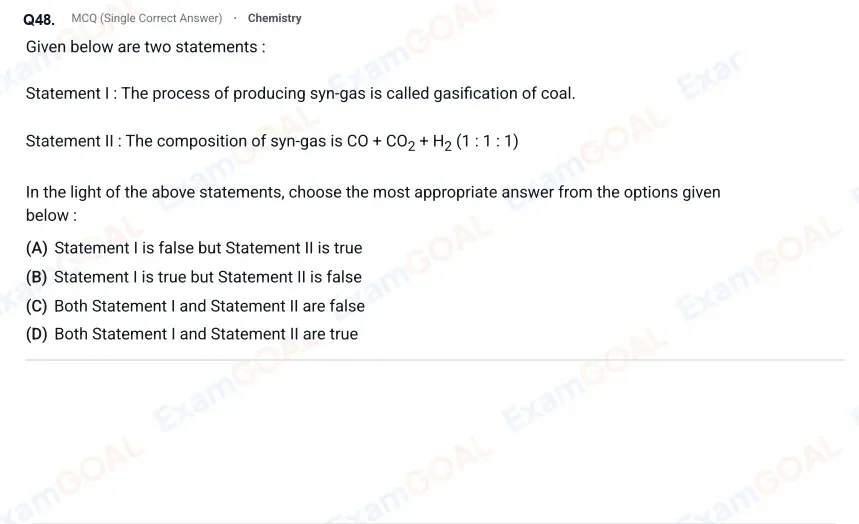 Q48. MCQ (Single Correct Answer) · Chemistry
Given below are two statements :
Statement I : The process of producing syn-gas is called gasification of coal.
Statement II : The composition of syn-gas is CO + CO₂ + H₂ (1 : 1 : 1)
In the light of the above statements, choose the most appropriate answer from the options given
below :
(A) Statement I is false but Statement II is true
(B) Statement I is true but Statement II is false
(C) Both Statement I and Statement II are false
(D) Both Statement I and Statement II are true
ExamGOAL